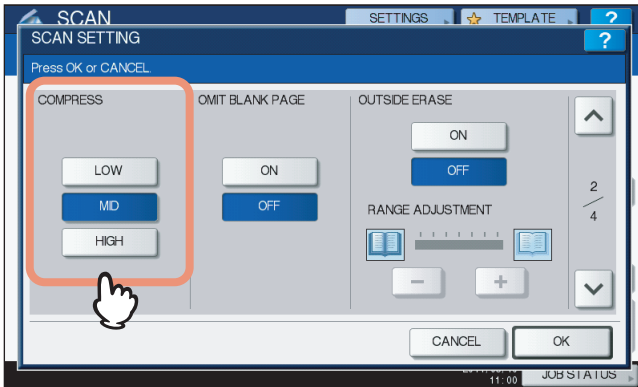 SCAN
SETTINGS
TEMPLATE
?
SCAN SETTING
?
Press OK or CANCEL.
COMPRESS
OMIT BLANK PAGE
OUTSIDE ERASE
ON
LOW
ON
OFF
MID
OFF
2
RANGE ADJUSTMENT
4
HIGH
-
+
CANCEL
OK
11:00
JOB STATUS